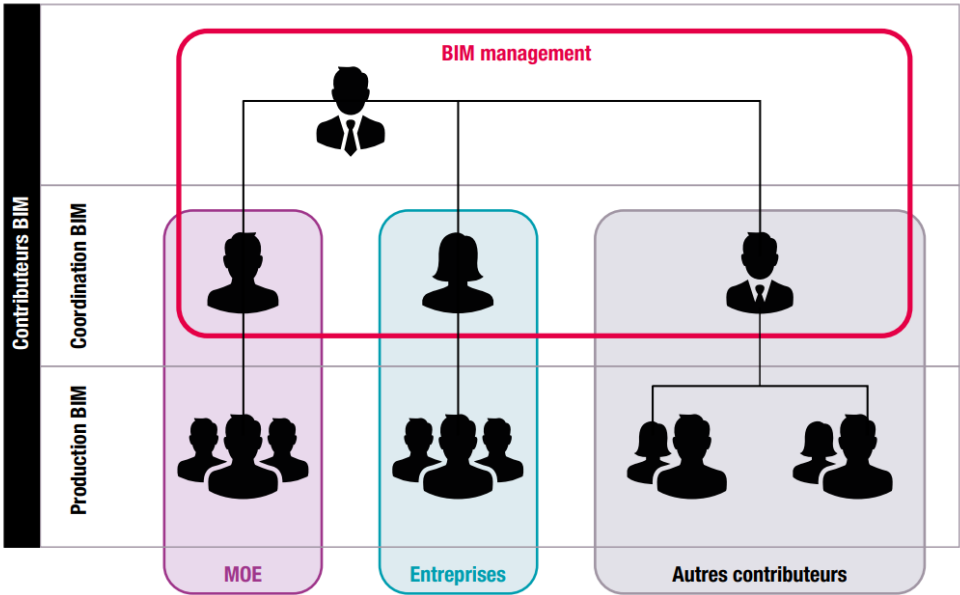 BIM management
Contributeurs BIM
Coordination BIM
Production BIM
MOE
Entreprises
Autres contributeurs